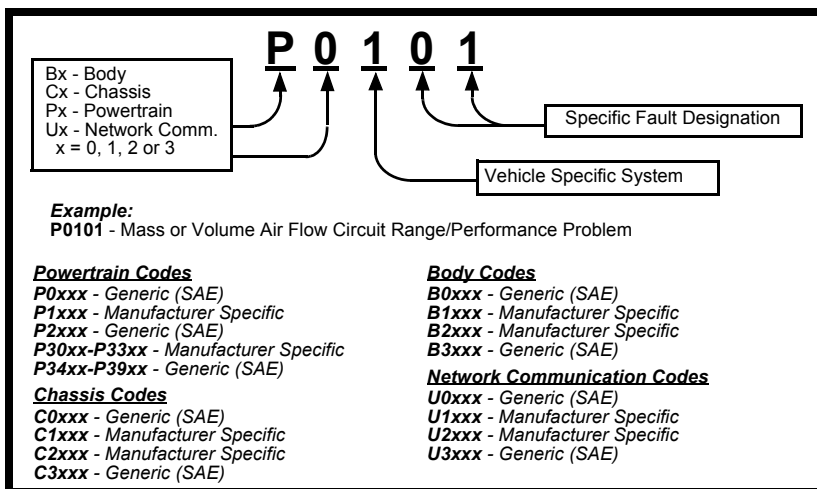 P 0 1 0 1
Bx - Body
Cx - Chassis
Px - Powertrain
Ux - Network Comm.
x = 0, 1, 2 or 3
Specific Fault Designation
Vehicle Specific System
Example:
P0101 - Mass or Volume Air Flow Circuit Range/Performance Problem
Powertrain Codes
P0xxx - Generic (SAE)
P1xxx - Manufacturer Specific
P2xxx - Generic (SAE)
P30xx-P33xx - Manufacturer Specific
P34xx-P39xx - Generic (SAE)
Chassis Codes
C0xxx - Generic (SAE)
C1xxx - Manufacturer Specific
C2xxx - Manufacturer Specific
C3xxx - Generic (SAE)
Body Codes
B0xxx - Generic (SAE)
B1xxx - Manufacturer Specific
B2xxx - Manufacturer Specific
B3xxx - Generic (SAE)
Network Communication Codes
U0xxx - Generic (SAE)
U1xxx - Manufacturer Specific
U2xxx - Manufacturer Specific
U3xxx - Generic (SAE)